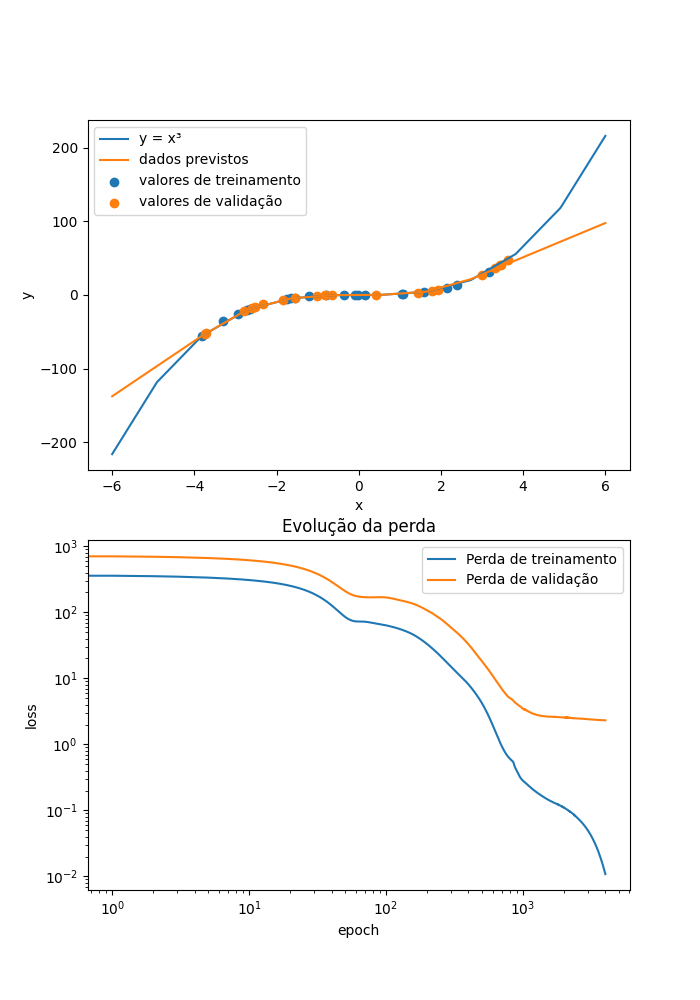 y = x³
dados previstos
valores de treinamento
valores de validação
200
100
0
−100
−200
y
−6
−4
−2
0
2
4
6
x
Evolução da perda
Perda de treinamento
Perda de validação
10³
10²
10¹
10⁰
10⁻¹
10⁻²
loss
10⁰
10¹
10²
10³
epoch